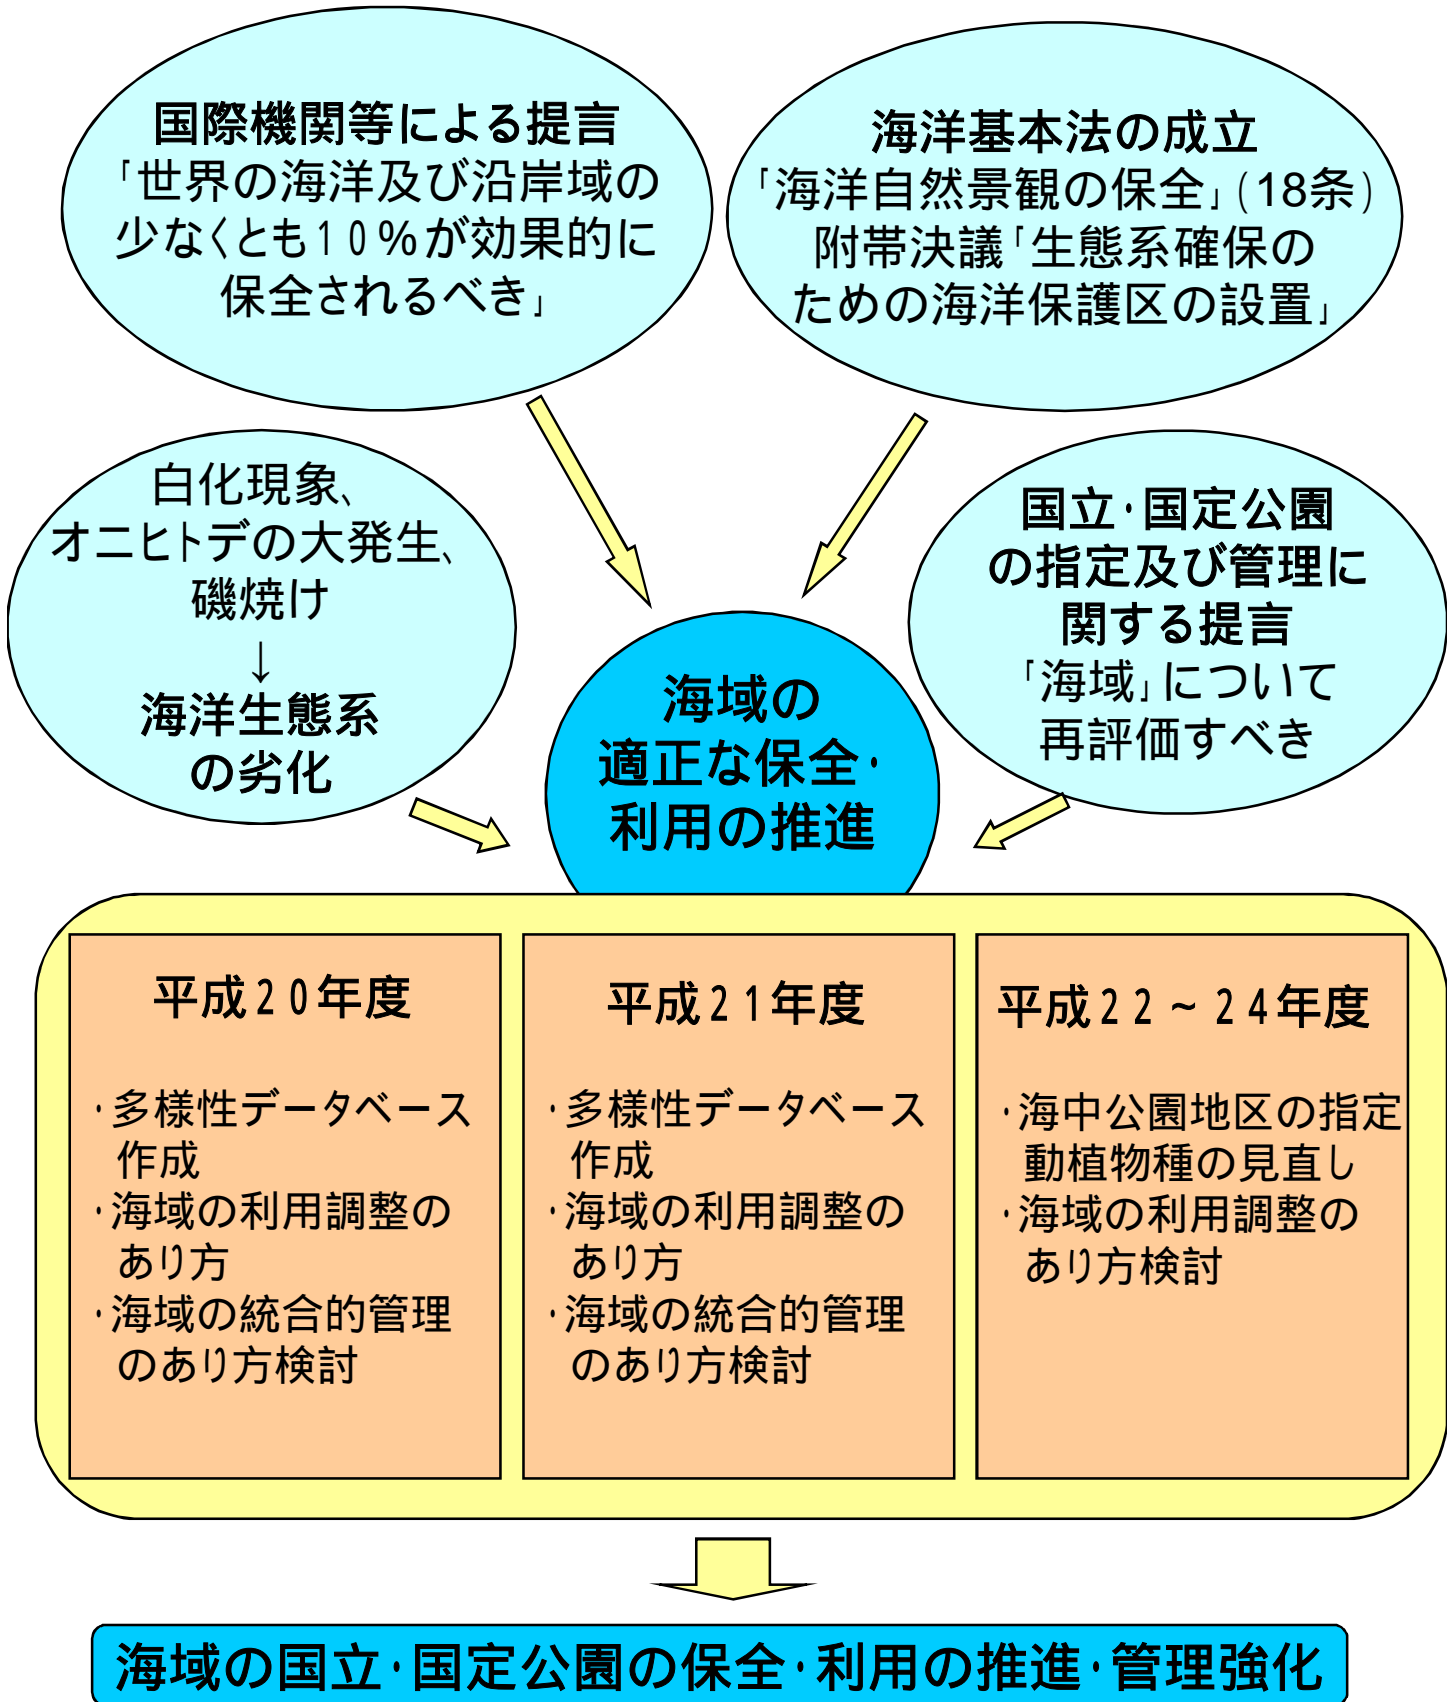 国際機関等による提言
「世界の海洋及び沿岸域の
少なくとも10%が効果的に
保全されるべき」
海洋基本法の成立
「海洋自然景観の保全」(18条)
附帯決議「生態系確保の
ための海洋保護区の設置」
白化現象、
オニヒトデの大発生、
磯焼け
↓
海洋生態系
の劣化
国立・国定公園
の指定及び管理に
関する提言
「海域」について
再評価すべき
海域の
適正な保全・
利用の推進
平成20年度
・多様性データベース
作成
・海域の利用調整の
あり方
・海域の統合的管理
のあり方検討
平成21年度
・多様性データベース
作成
・海域の利用調整の
あり方
・海域の統合的管理
のあり方検討
平成22~24年度
・海中公園地区の指定
動植物種の見直し
・海域の利用調整の
あり方検討
海域の国立・国定公園の保全・利用の推進・管理強化